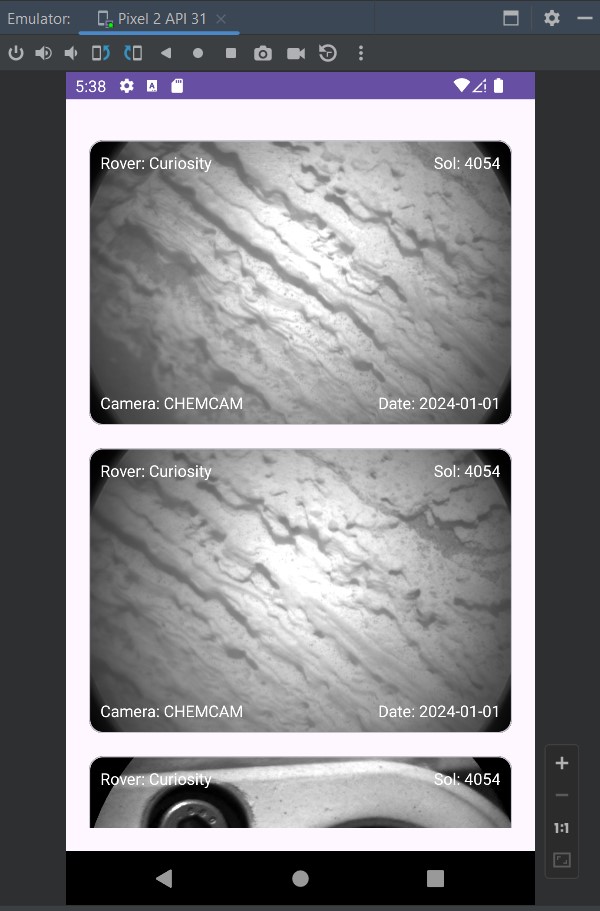 Emulator: Pixel 2 API 31
5:38 A
Rover: Curiosity Sol: 4054
Camera: CHEMCAM Date: 2024-01-01
Rover: Curiosity Sol: 4054
Camera: CHEMCAM Date: 2024-01-01
Rover: Curiosity Sol: 4054
1:1